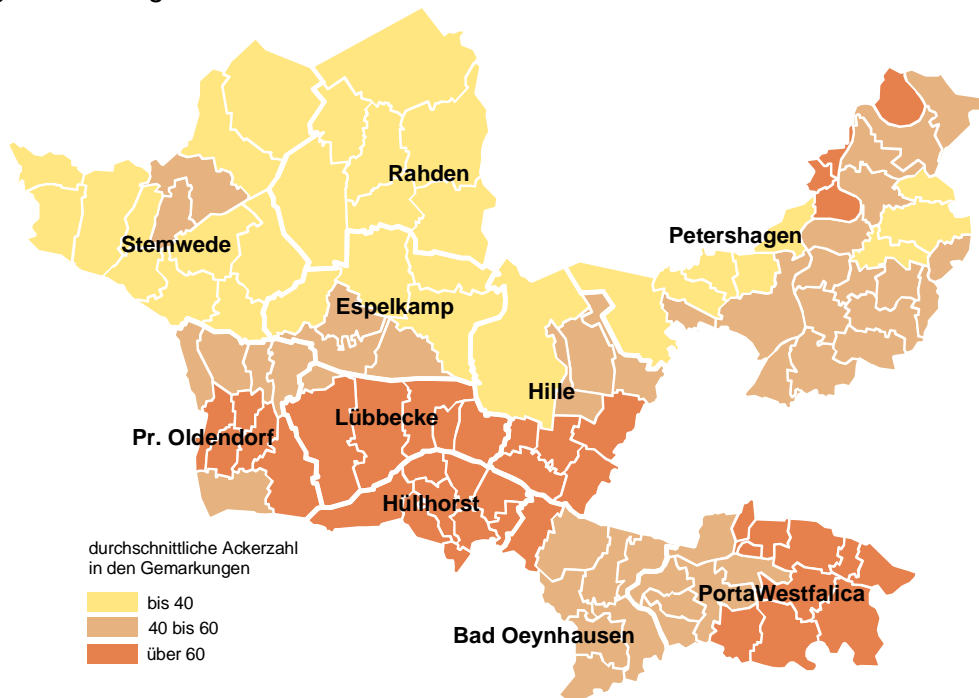 Rahden
Stemwede
Petershagen
Espelkamp
Hille
Lübbecke
Pr. Oldendorf
Hüllhorst
durchschnittliche Ackerzahl
in den Gemarkungen
bis 40
40 bis 60
über 60
PortaWestfalica
Bad Oeynhausen